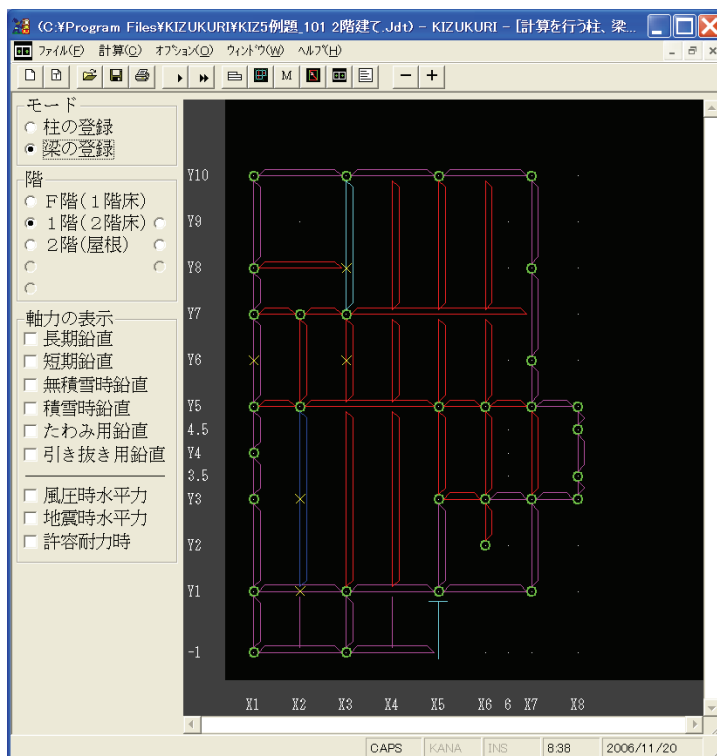 (C:¥Program Files¥KIZUKURI¥KIZ5例題_101 2階建て.Jdt) - KIZUKURI - [計算を行う柱、梁...
ファイル(F) 計算(C) オプション(O) ウィンドウ(W) ヘルプ(H)
M
モード
柱の登録
梁の登録
階
F階(1階床)
1階(2階床)
2階(屋根)
軸力の表示
長期鉛直
短期鉛直
無積雪時鉛直
積雪時鉛直
たわみ用鉛直
引き抜き用鉛直
風圧時水平力
地震時水平力
許容耐力時
Y10
Y9
Y8
Y7
Y6
Y5
4.5
Y4
3.5
Y3
Y2
Y1
-1
X1 X2 X3 X4 X5 X6 6 X7 X8
CAPS KANA INS 8:38 2006/11/20